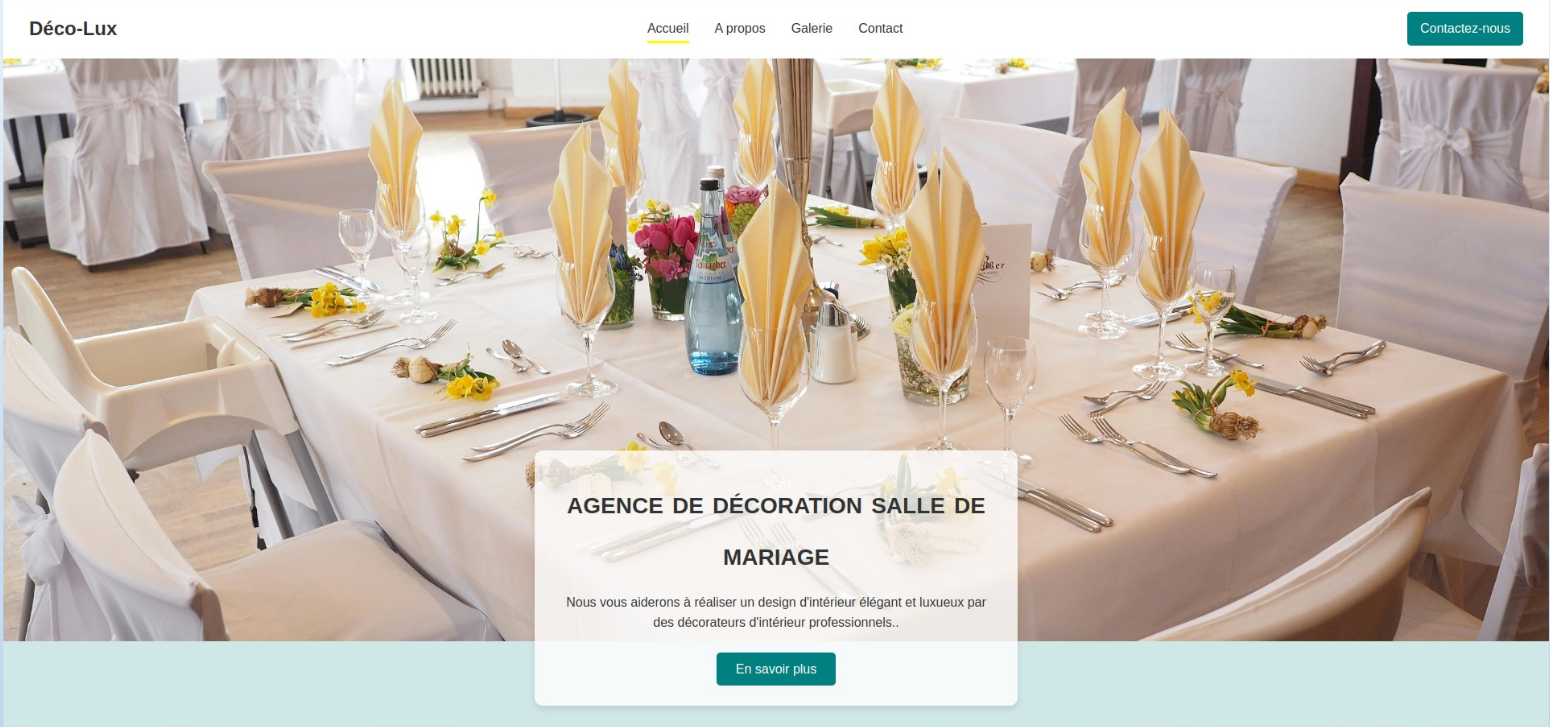 Déco-Lux
Accueil
A propos
Galerie
Contact
Contactez-nous
AGENCE DE DÉCORATION SALLE DE
MARIAGE
Nous vous aiderons à réaliser un design d'intérieur élégant et luxueux par
des décorateurs d'intérieur professionnels..
En savoir plus